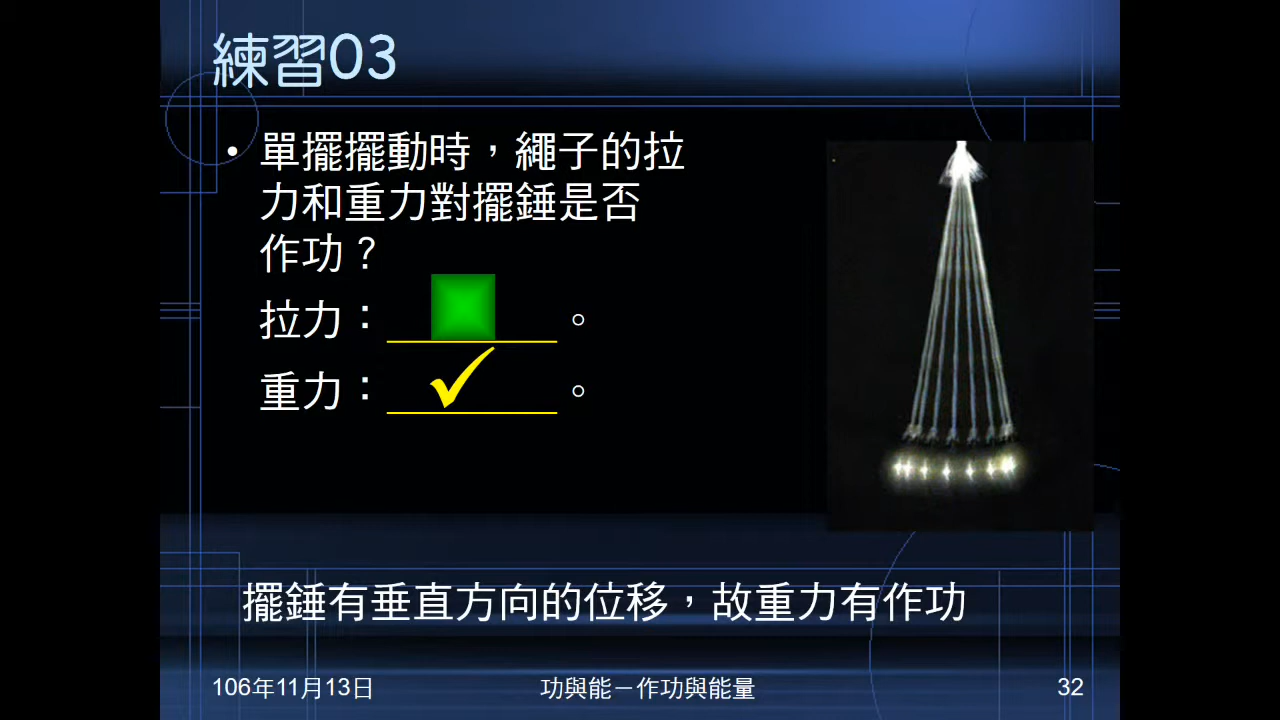 練習03
• 單擺擺動時，繩子的拉
力和重力對擺錘是否
作功？
拉力：＿＿＿＿。
重力：＿✓＿＿。
擺錘有垂直方向的位移，故重力有作功
106年11月13日
功與能－作功與能量
32